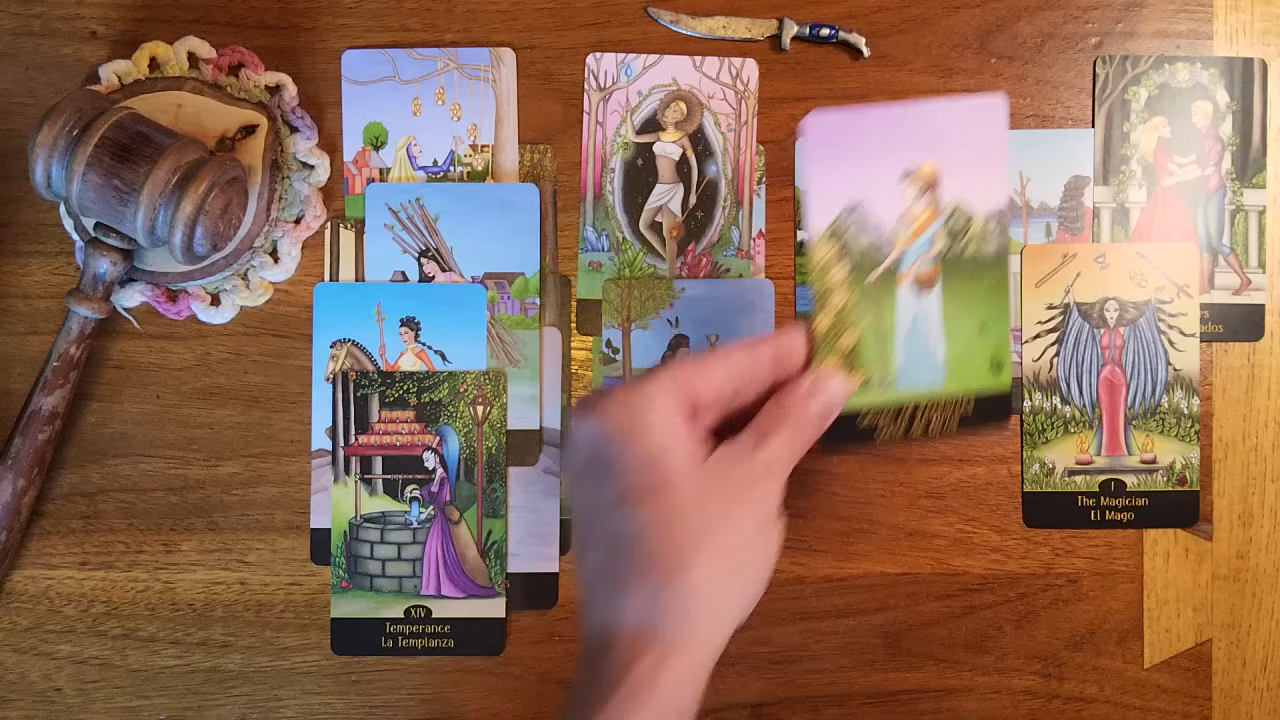 XIV
Temperance
La Templanza
I
The Magician
El Mago